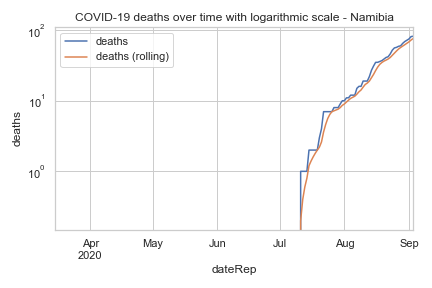 COVID-19 deaths over time with logarithmic scale - Namibia
deaths
deaths (rolling)
10²
10¹
10⁰
deaths
Apr
2020
May
Jun
Jul
Aug
Sep
dateRep